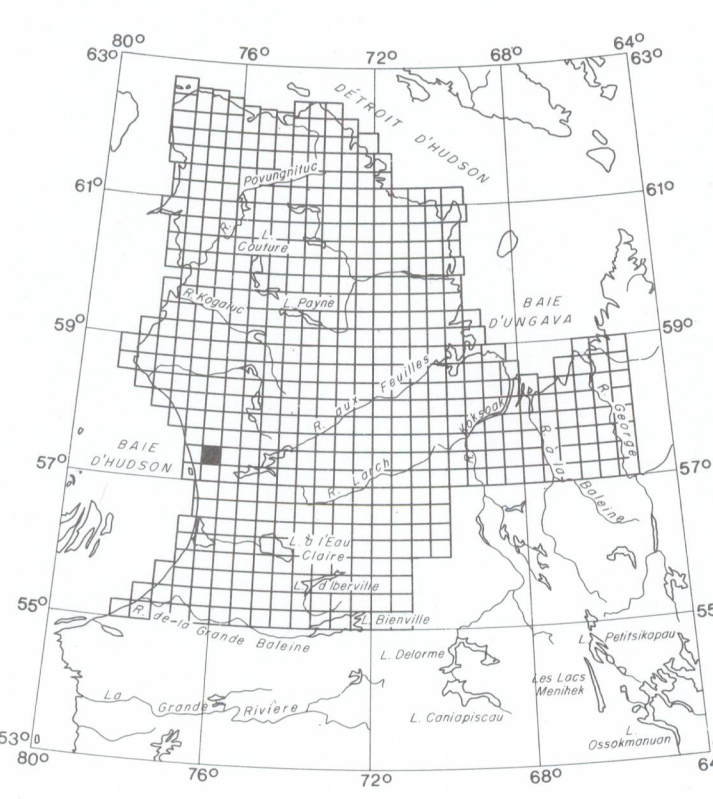 80° 76° 72° 68° 64°
63° 63°
DÉTROIT
D'HUDSON
Povungnituc
R.
61° 61°
L.
Couture
R. Kogaluc
L. Payne
BAIE
D'UNGAVA
59° 59°
R. aux Feuilles
Koksoak
R. George
R. à la
Baleine
BAIE
D'HUDSON
57° 57°
R. Larch
L. à l'Eau
Claire
L. d'Iberville
55° 55
R. de-la Grande Baleine
L. Bienville
L. Petitsikapau
L. Delorme
Les Lacs
Menihek
La Grande Rivière
L. Caniapiscau
L.
Ossokmanuan
53°
80° 76° 72° 68° 64